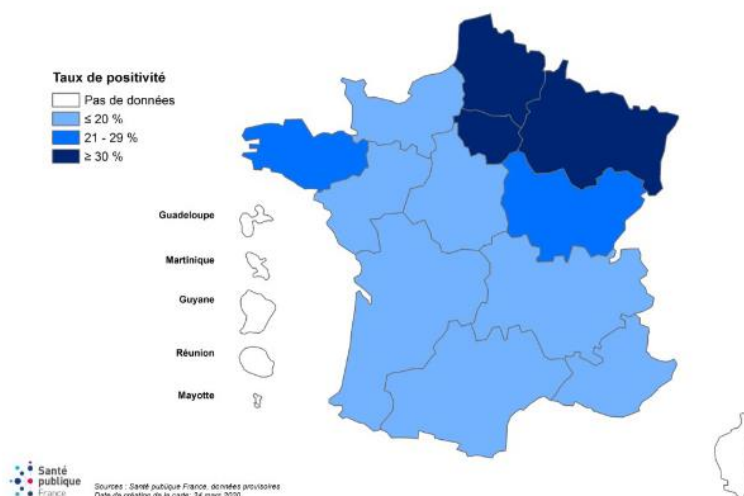 Taux de positivité
Pas de données
≤ 20 %
21 - 29 %
≥ 30 %
Guadeloupe
Martinique
Guyane
Réunion
Mayotte
Santé
publique
France
Sources : Santé publique France, données provisoires
Date de création de la carte: 24 mars 2020